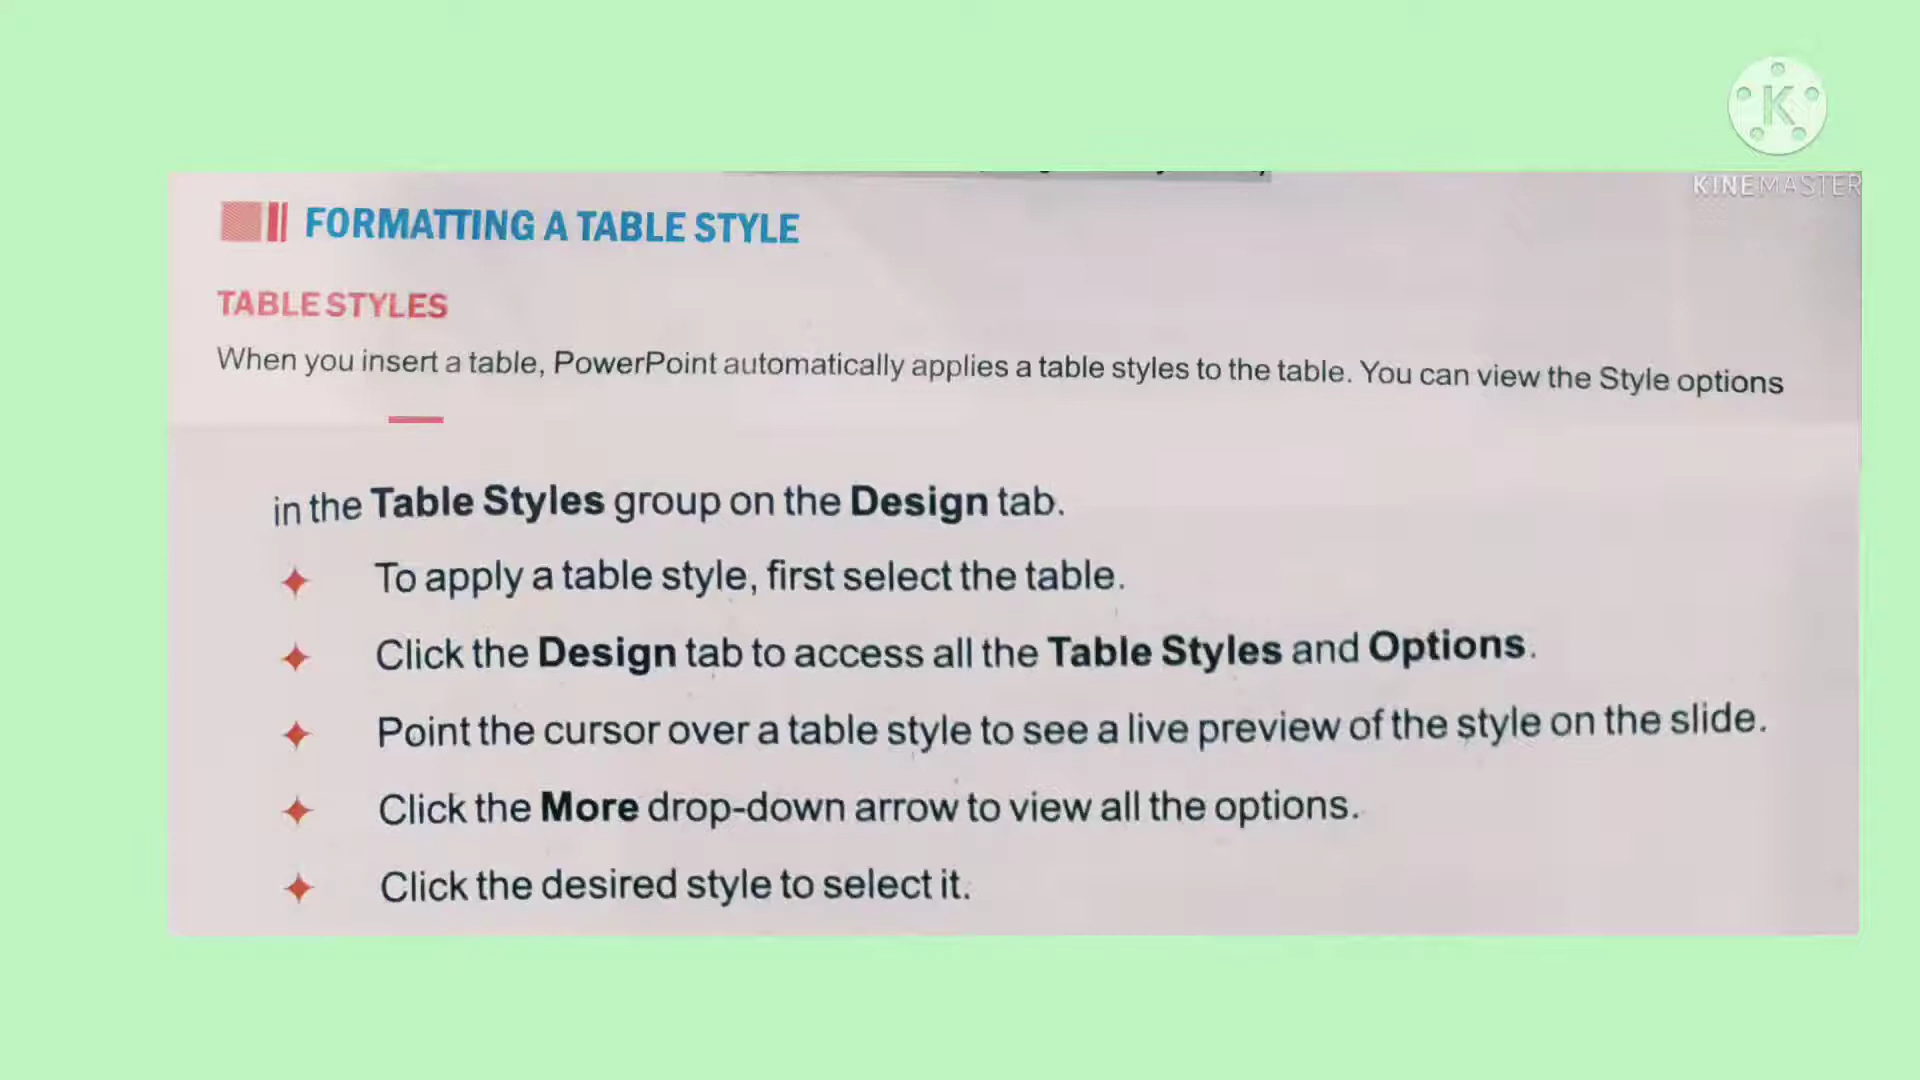 K
KINEMASTER
FORMATTING A TABLE STYLE
TABLE STYLES
When you insert a table, PowerPoint automatically applies a table styles to the table. You can view the Style options
in the Table Styles group on the Design tab.
To apply a table style, first select the table.
Click the Design tab to access all the Table Styles and Options.
Point the cursor over a table style to see a live preview of the style on the slide.
Click the More drop-down arrow to view all the options.
Click the desired style to select it.